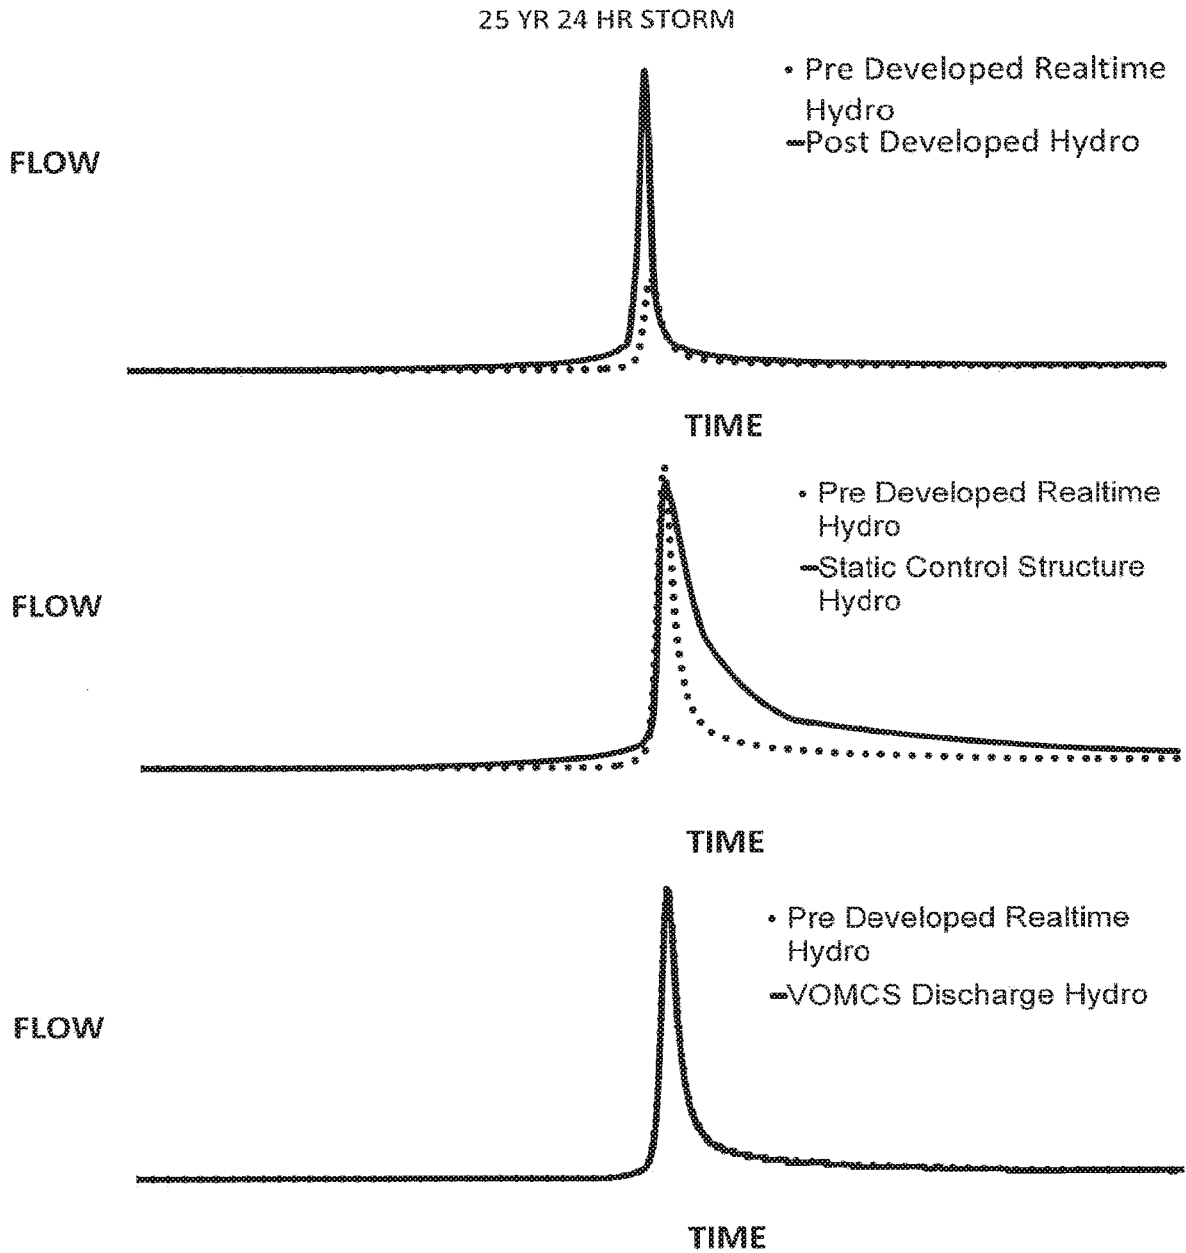 25 YR 24 HR STORM
Pre Developed Realtime
Hydro
Post Developed Hydro
FLOW
TIME
Pre Developed Realtime
Hydro
Static Control Structure
Hydro
FLOW
TIME
Pre Developed Realtime
Hydro
VOMCS Discharge Hydro
FLOW
TIME